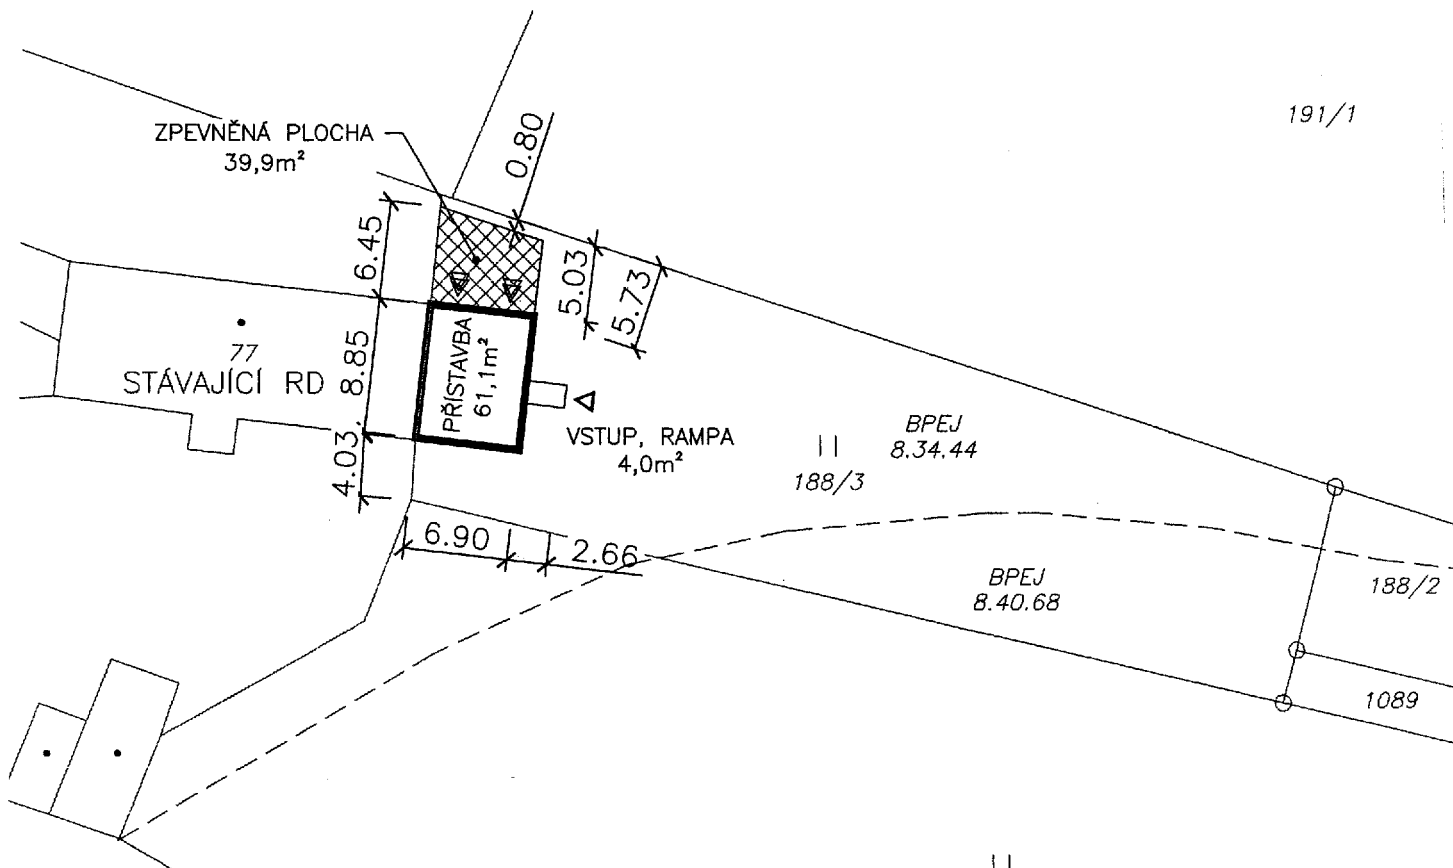 191/1
ZPEVNĚNÁ PLOCHA
39,9m²
0.80
6.45
5.03
5.73
77
STÁVAJÍCÍ RD
8.85
PŘÍSTAVBA
61,1m²
4.03
VSTUP, RAMPA
4,0m²
BPEJ
8.34.44
188/3
6.90
2.66
BPEJ
8.40.68
188/2
1089